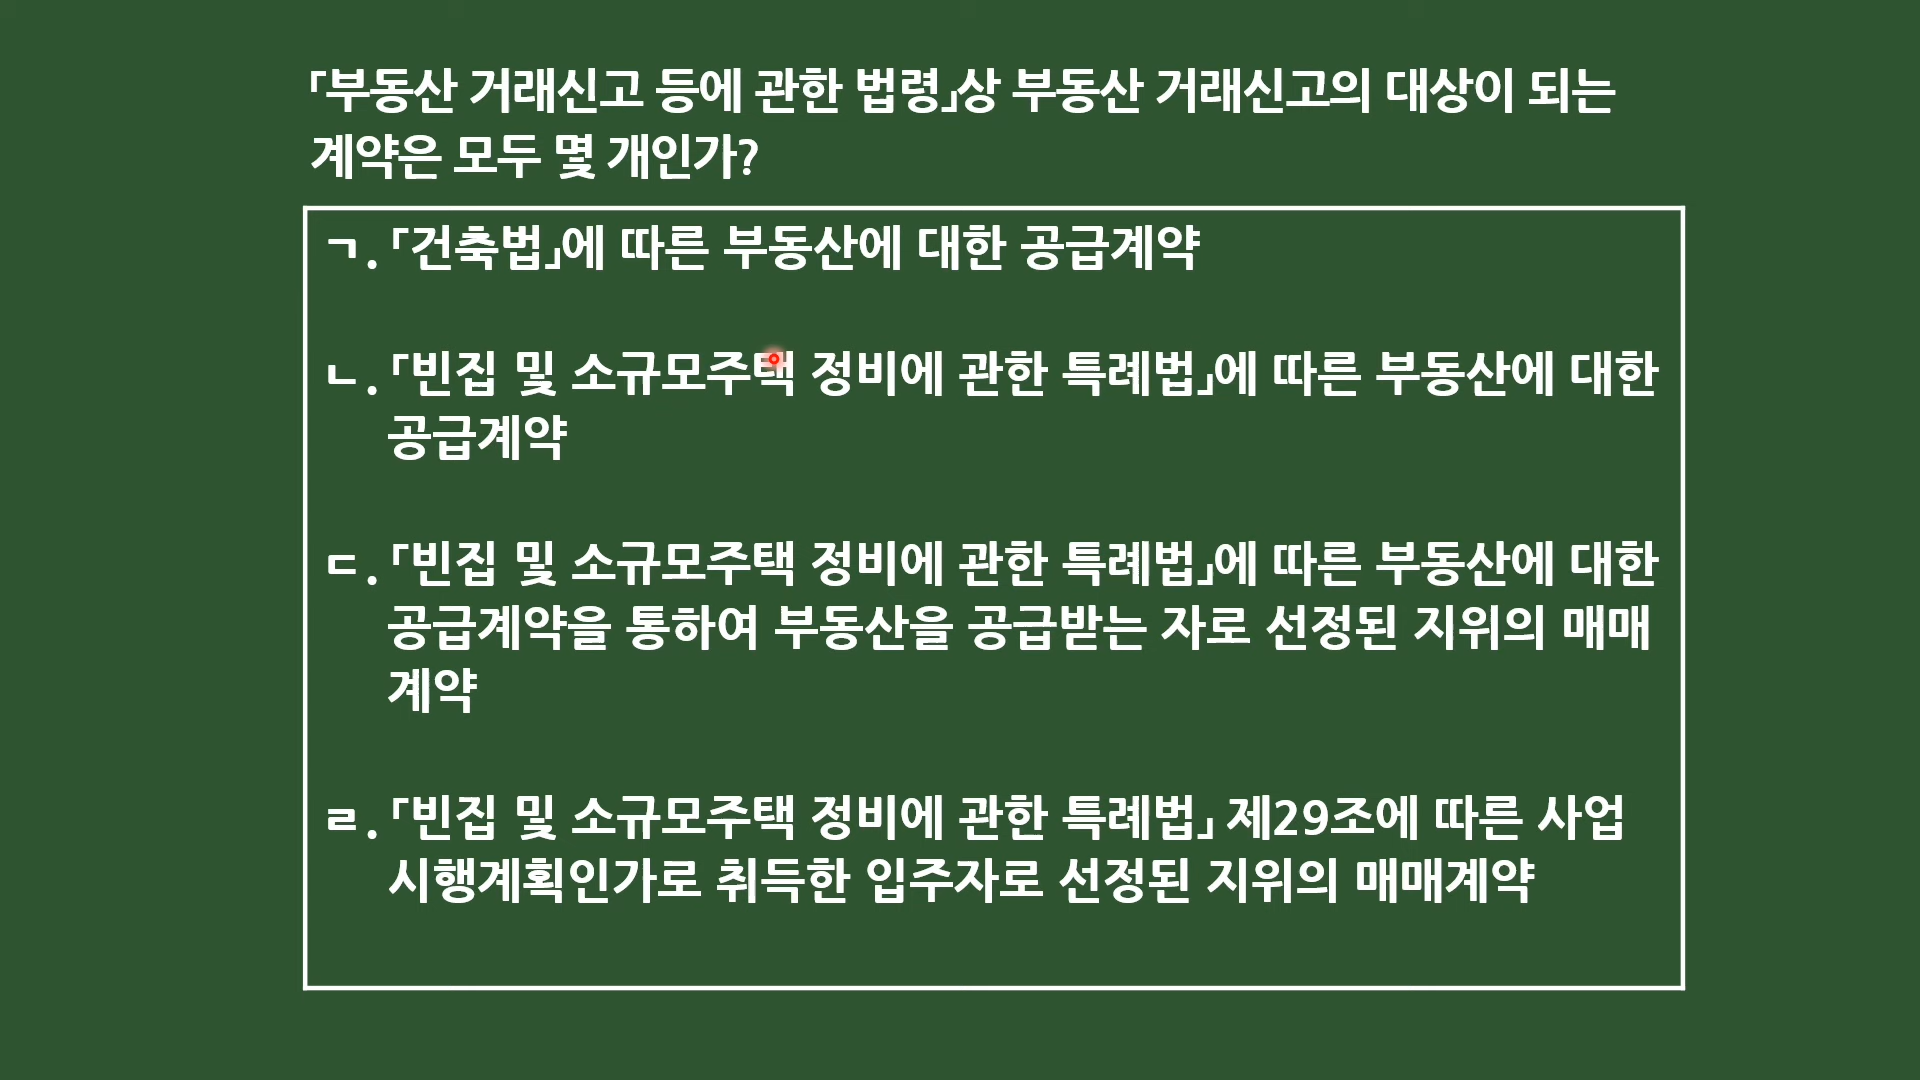 「부동산 거래신고 등에 관한 법령」상 부동산 거래신고의 대상이 되는
계약은 모두 몇 개인가?
ㄱ. 「건축법」에 따른 부동산에 대한 공급계약
ㄴ. 「빈집 및 소규모주택 정비에 관한 특례법」에 따른 부동산에 대한
공급계약
ㄷ. 「빈집 및 소규모주택 정비에 관한 특례법」에 따른 부동산에 대한
공급계약을 통하여 부동산을 공급받는 자로 선정된 지위의 매매
계약
ㄹ. 「빈집 및 소규모주택 정비에 관한 특례법」 제29조에 따른 사업
시행계획인가로 취득한 입주자로 선정된 지위의 매매계약